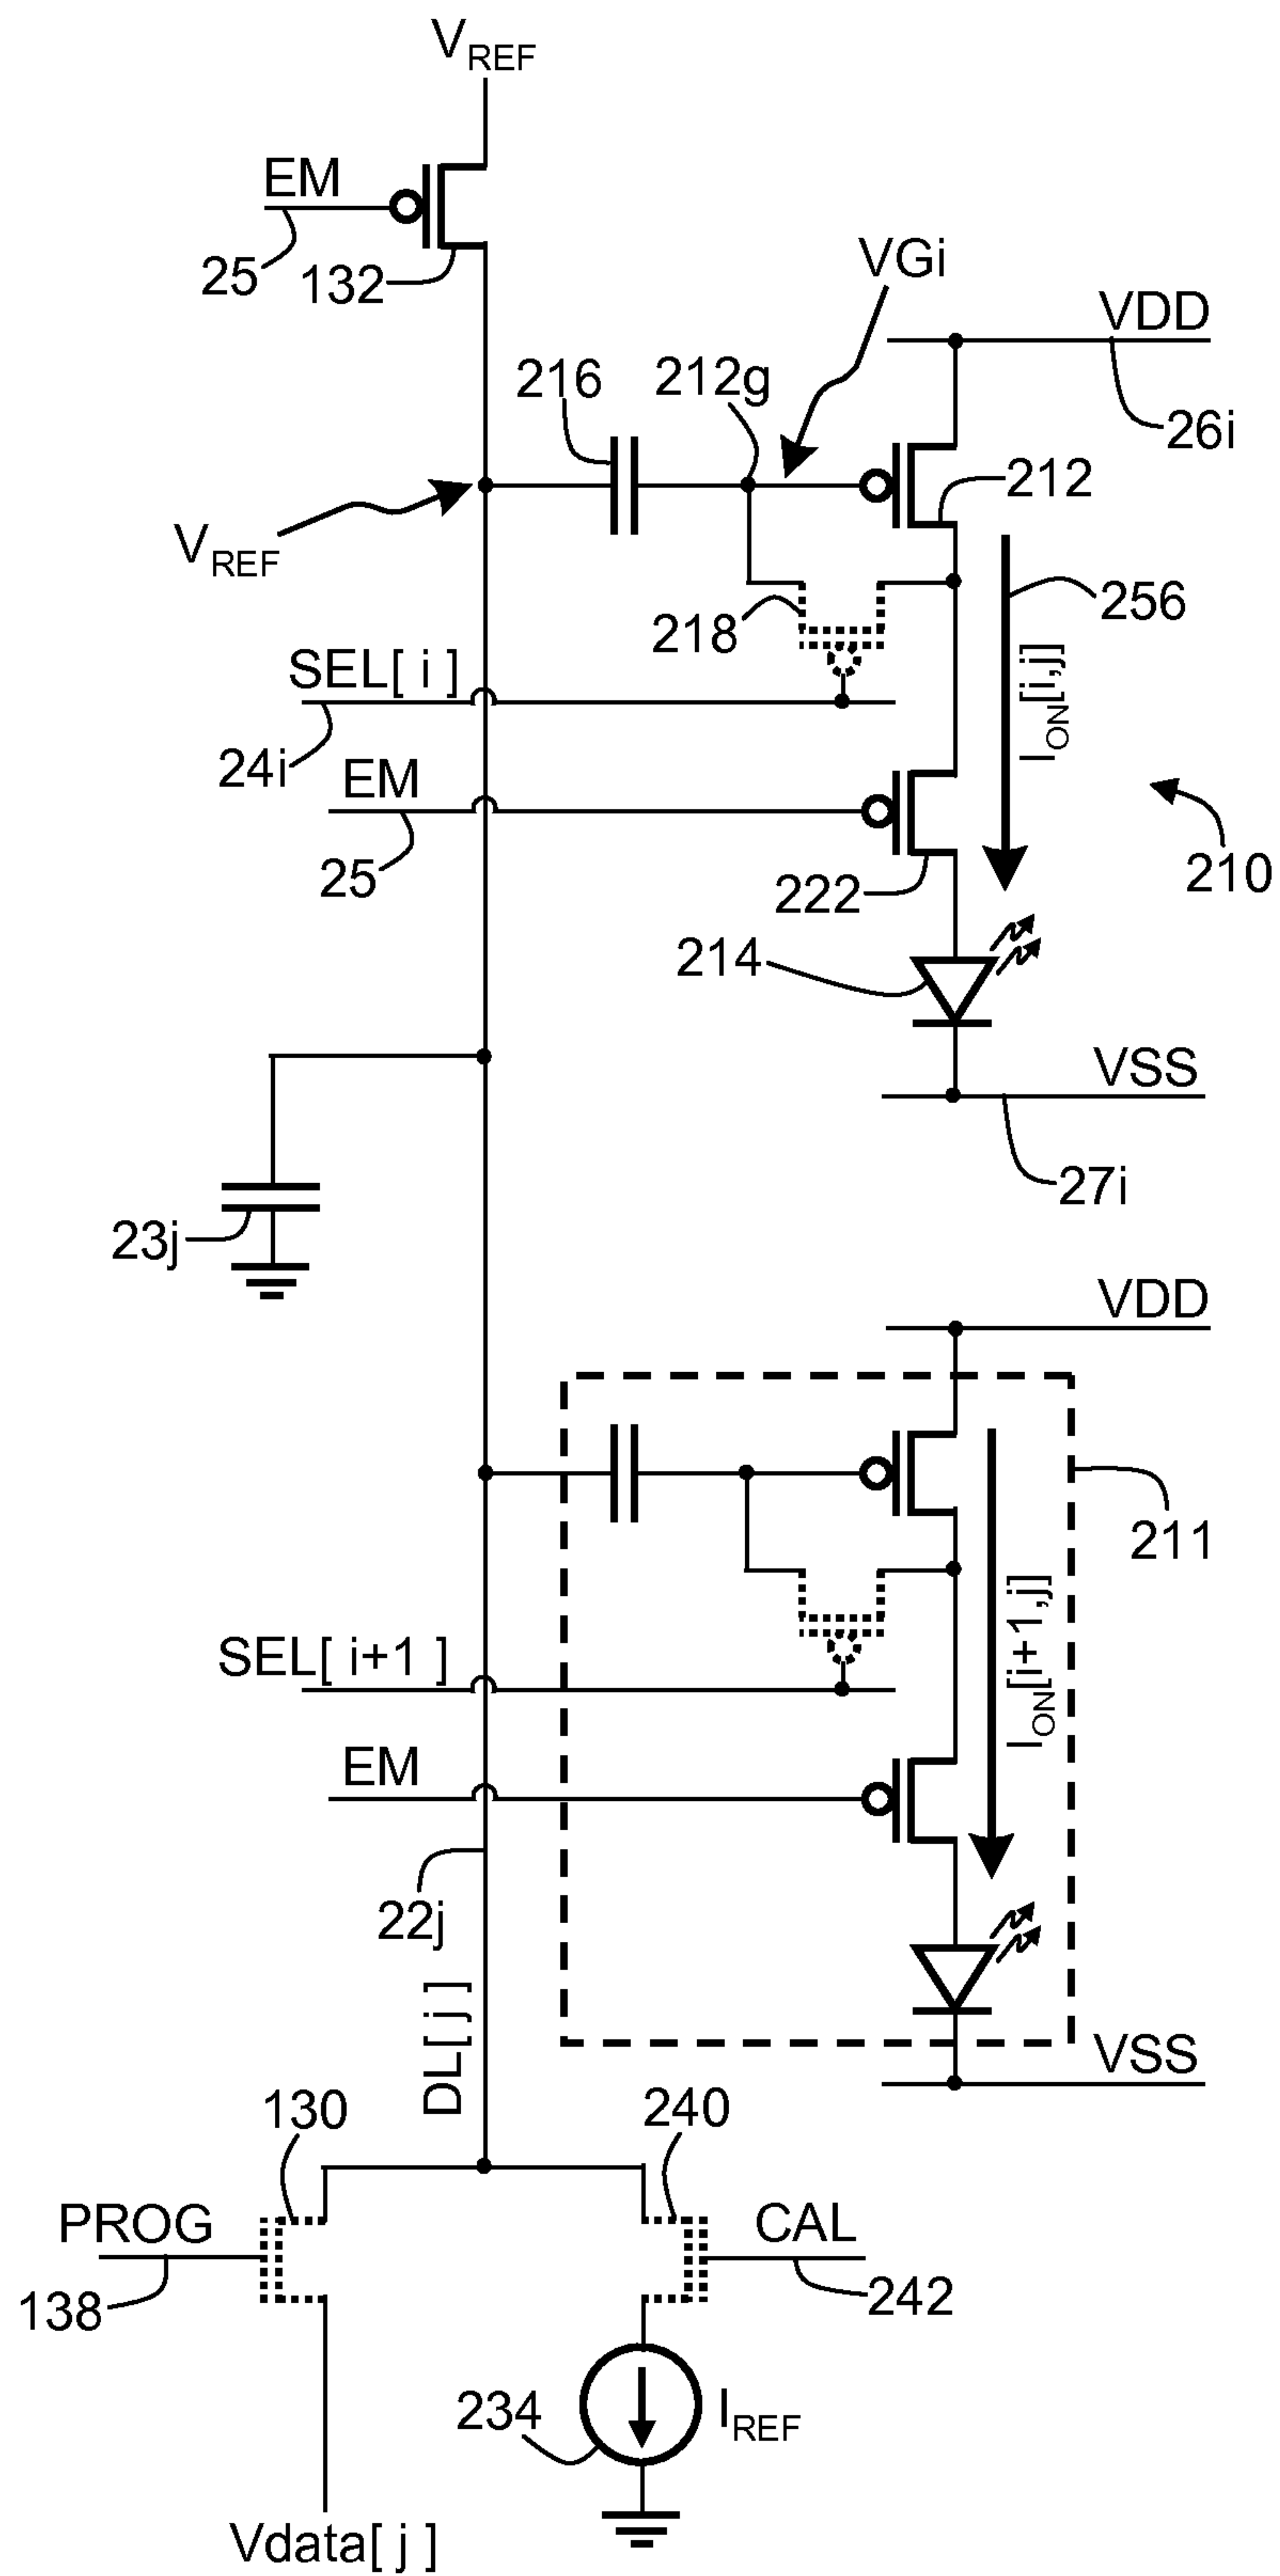 VREF
EM
25
132
VGi
VDD
216
212g
26i
212
VREF
218
256
ION[i,j]
SEL[ i ]
24i
EM
25
222
210
214
VSS
27i
23j
VDD
211
SEL[ i+1 ]
ION[i+1,j]
EM
22j
DL[ j ]
VSS
130
240
PROG
CAL
138
242
234
IREF
Vdata[ j ]